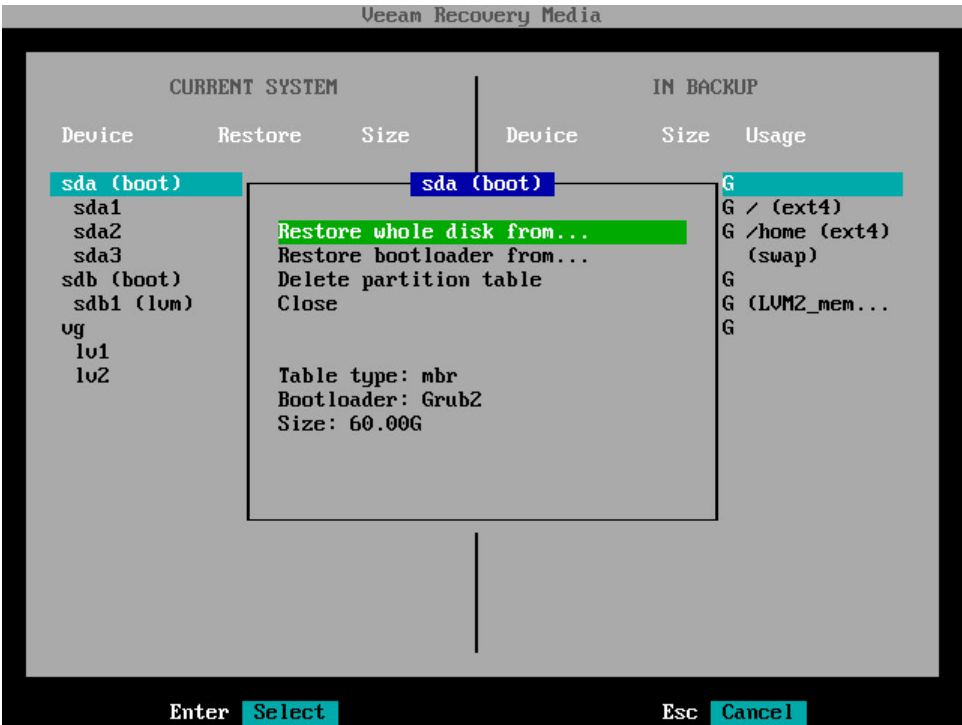 Veeam Recovery Media
CURRENT SYSTEM IN BACKUP
Device Restore Size Device Size Usage
sda (boot) sda (boot) G
sda1 G / (ext4)
sda2 Restore whole disk from... G /home (ext4)
sda3 Restore bootloader from... (swap)
sdb (boot) Delete partition table G
sdb1 (lvm) Close G (LVM2_mem...
vg G
lv1
lv2 Table type: mbr
Bootloader: Grub2
Size: 60.00G
Enter Select Esc Cancel